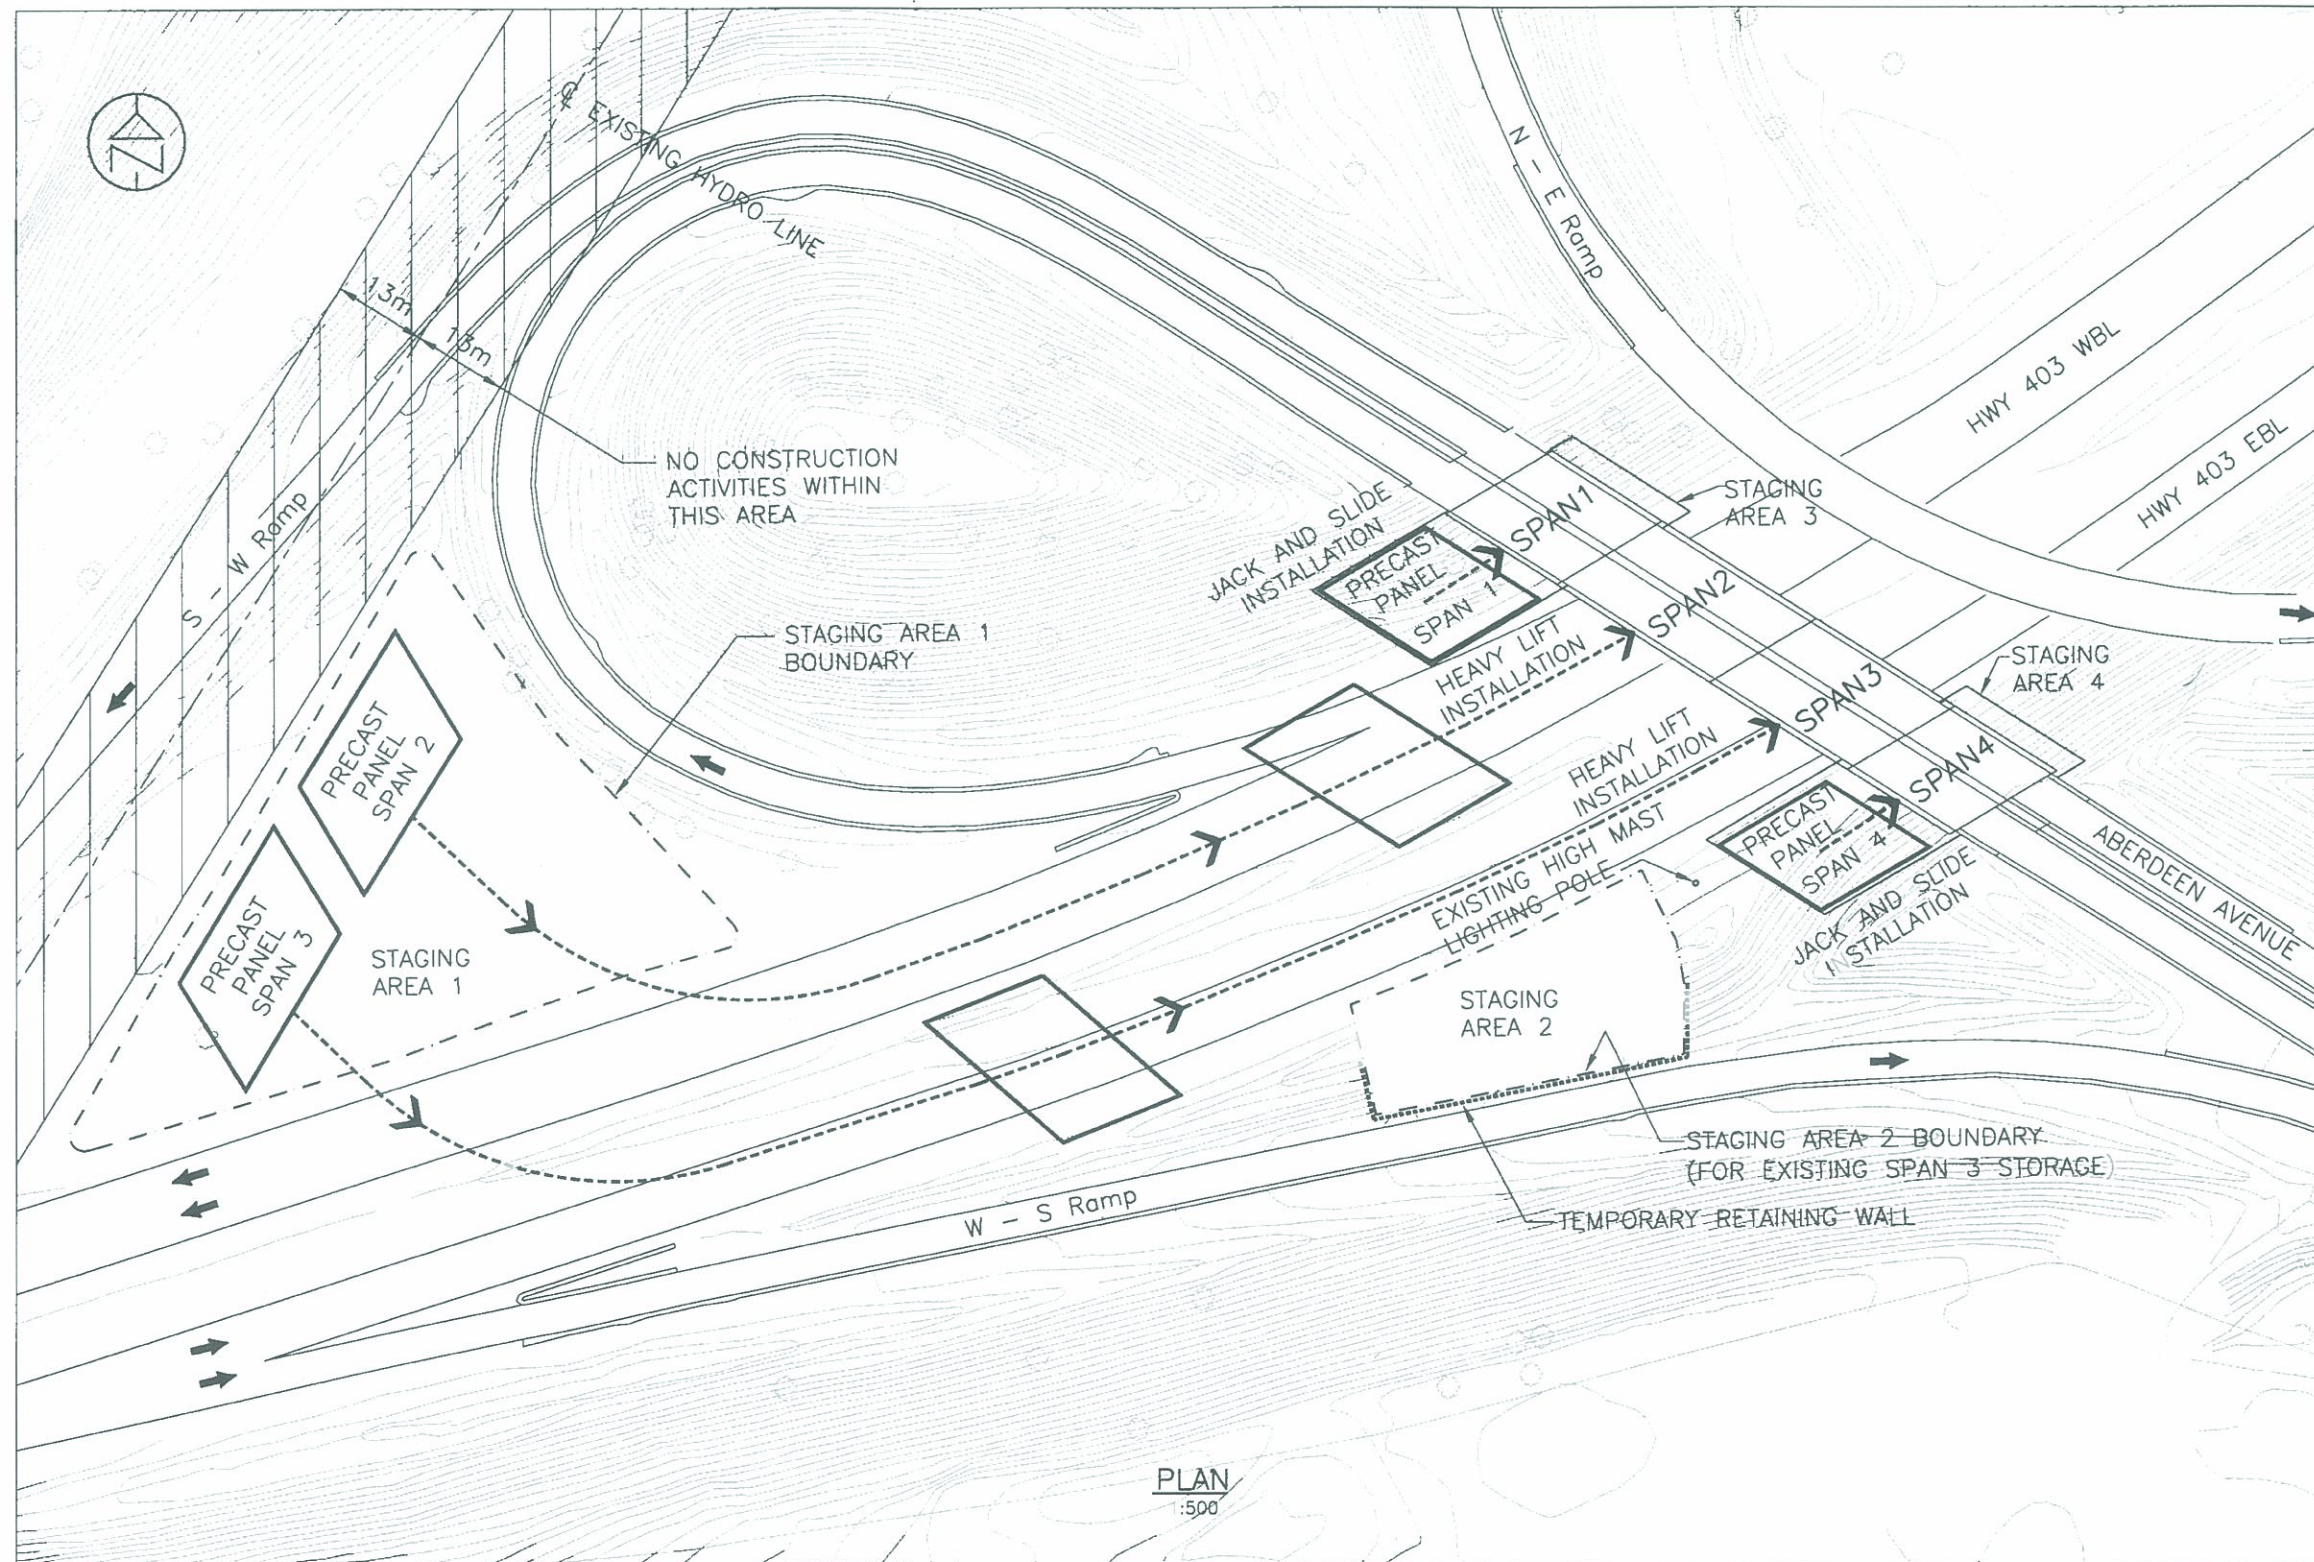 N
℄ EXISTING HYDRO LINE
13m
13m
N - E Ramp
HWY 403 WBL
HWY 403 EBL
NO CONSTRUCTION
ACTIVITIES WITHIN
THIS AREA
S - W Ramp
JACK AND SLIDE
INSTALLATION
PRECAST
PANEL
SPAN 1
SPAN1
STAGING
AREA 3
SPAN2
HEAVY LIFT
INSTALLATION
STAGING AREA 1
BOUNDARY
STAGING
AREA 4
SPAN3
HEAVY LIFT
INSTALLATION
PRECAST
PANEL
SPAN 2
SPAN4
PRECAST
PANEL
SPAN 4
JACK AND SLIDE
INSTALLATION
ABERDEEN AVENUE
EXISTING HIGH MAST
LIGHTING POLE
PRECAST
PANEL
SPAN 3
STAGING
AREA 1
STAGING
AREA 2
STAGING AREA 2 BOUNDARY
(FOR EXISTING SPAN 3 STORAGE)
TEMPORARY RETAINING WALL
W - S Ramp
PLAN
:500